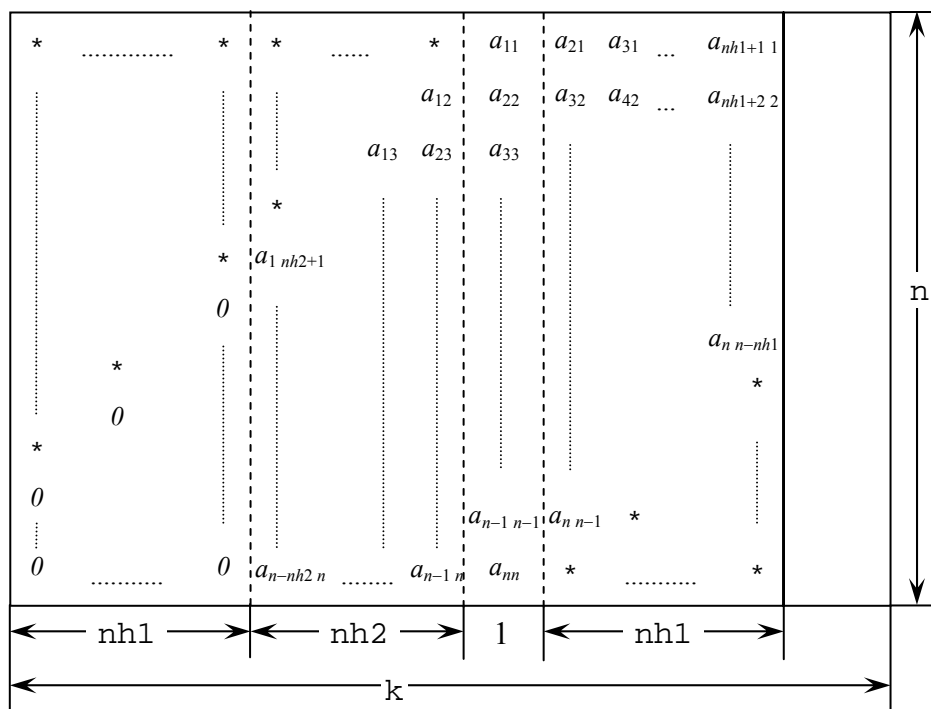 * ............. * * ...... * a11 a21 a31 ... anh1+1 1
a12 a22 a32 a42 ... anh1+2 2
a13 a23 a33
*
* a1 nh2+1
0
an n−nh1
* *
0
*
0
an−1 n−1 an n−1 *
0 ........... 0 an−nh2 n ........ an−1 n ann * ........... *
n
nh1 nh2 1 nh1
k